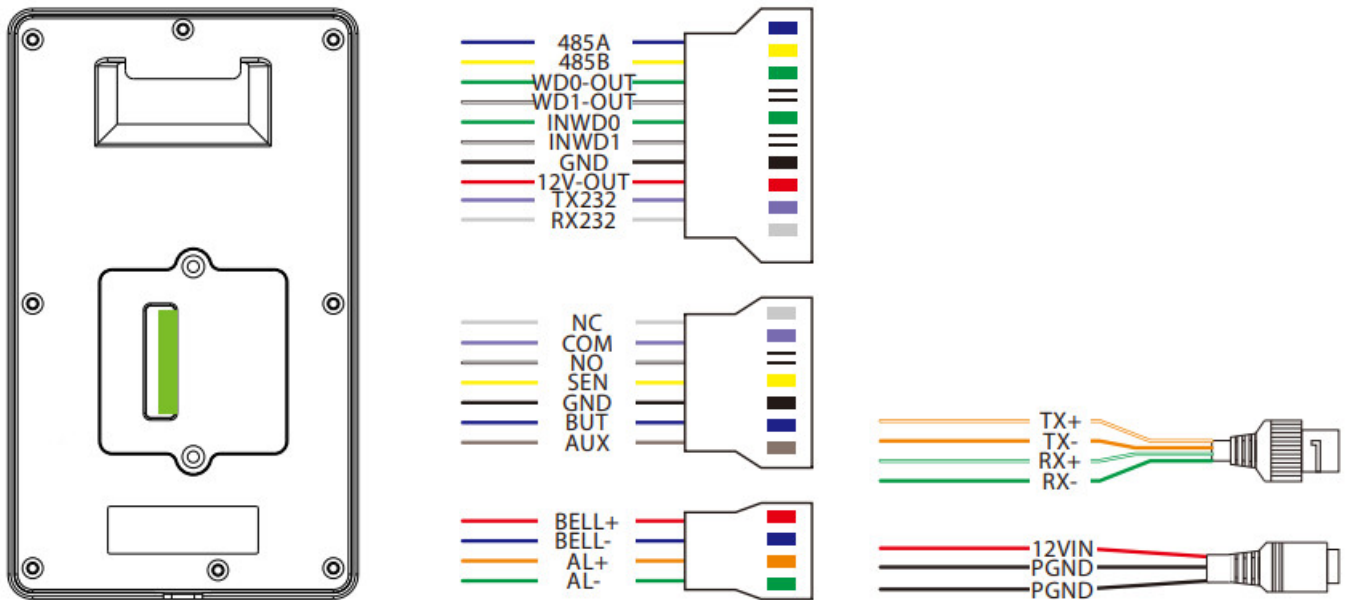 485A
485B
WD0-OUT
WD1-OUT
INWD0
INWD1
GND
12V-OUT
TX232
RX232
NC
COM
NO
SEN
GND
BUT
AUX
BELL+
BELL-
AL+
AL-
TX+
TX-
RX+
RX-
12VIN
PGND
PGND